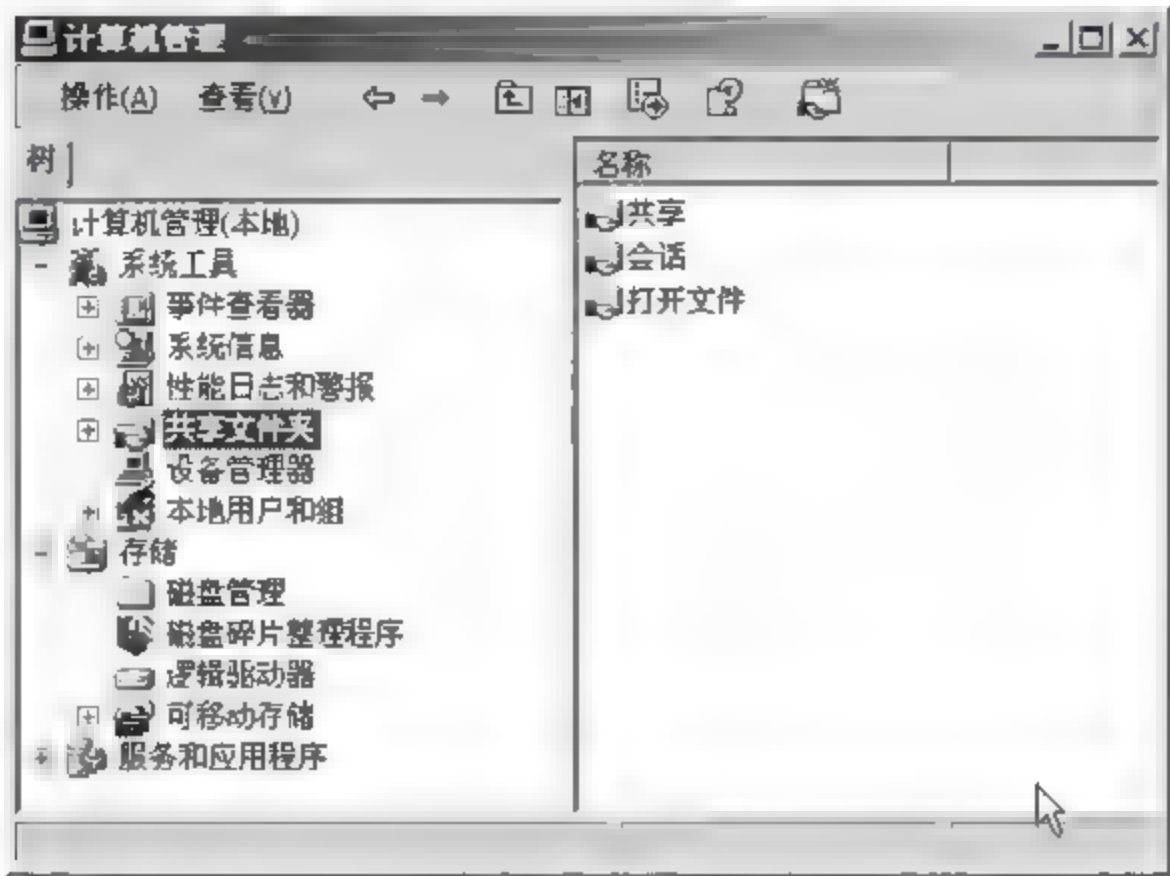 计算机管理
操作(A) 查看(V)
树
名称
计算机管理(本地)
系统工具
事件查看器
系统信息
性能日志和警报
共享文件夹
设备管理器
本地用户和组
存储
磁盘管理
磁盘碎片整理程序
逻辑驱动器
可移动存储
服务和应用程序
共享
会话
打开文件